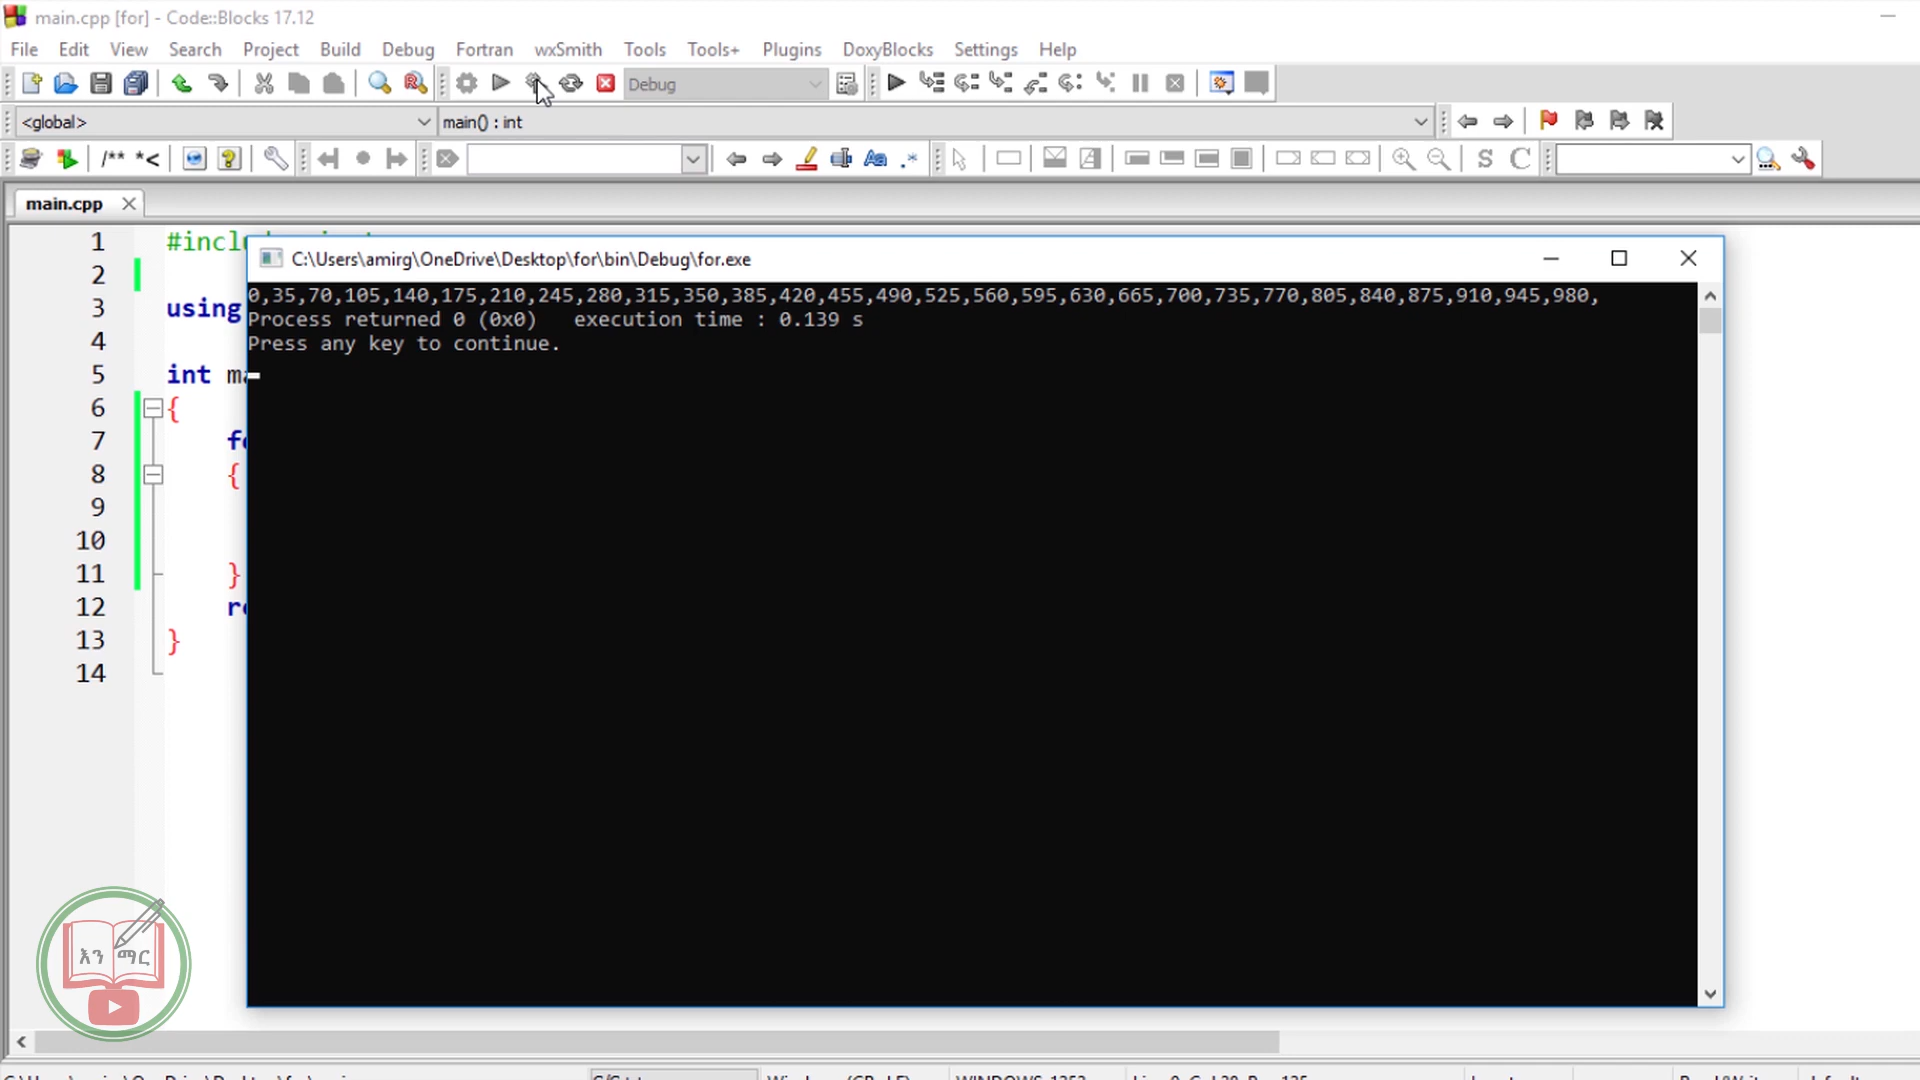 main.cpp [for] - Code::Blocks 17.12
File Edit View Search Project Build Debug Fortran wxSmith Tools Tools+ Plugins DoxyBlocks Settings Help
Debug
<global> main() : int
/** *<
S C
main.cpp
C:\Users\amirg\OneDrive\Desktop\for\bin\Debug\for.exe
0,35,70,105,140,175,210,245,280,315,350,385,420,455,490,525,560,595,630,665,700,735,770,805,840,875,910,945,980,
Process returned 0 (0x0)   execution time : 0.139 s
Press any key to continue.
1
2
3 using
4
5 int
6 {
7
8 {
9
10
11 }
12
13 }
14
እን ማር